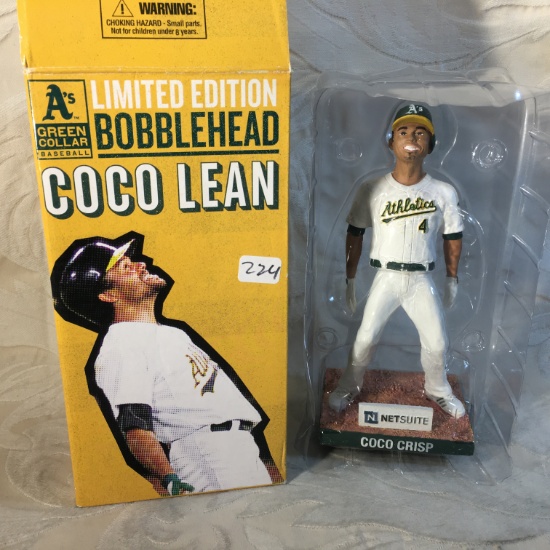 WARNING:
CHOKING HAZARD - Small parts.
Not for children under 8 years.
A's
GREEN
COLLAR
BASEBALL
LIMITED EDITION
BOBBLEHEAD
COCO LEAN
224
A's
Athletics
4
N NETSUITE
COCO CRISP